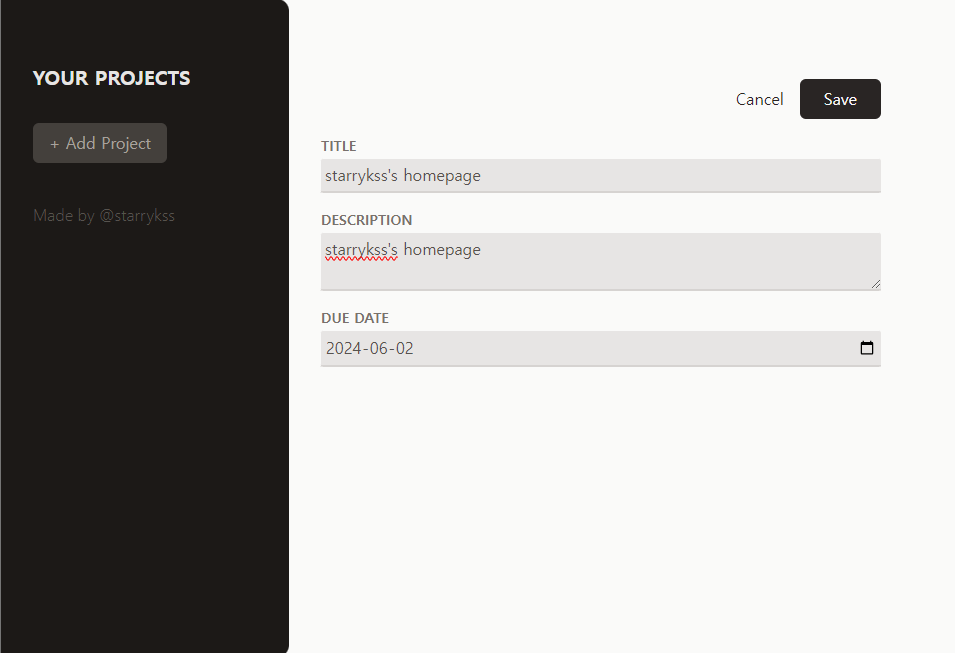 YOUR PROJECTS
+ Add Project
Made by @starrykss
Cancel
Save
TITLE
starrykss's homepage
DESCRIPTION
starrykss's homepage
DUE DATE
2024-06-02